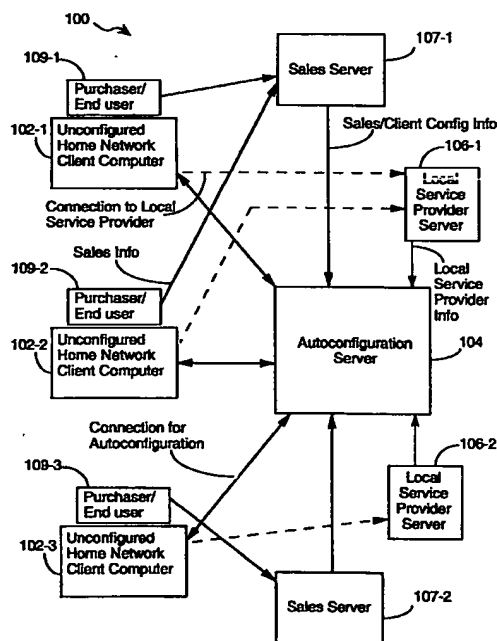 100
109-1
Purchaser/
End user
Unconfigured
Home Network
Client Computer
102-1
Sales Server
107-1
Sales/Client Config Info
106-1
Local
Service
Provider
Server
Connection to Local
Service Provider
Sales Info
Local
Service
Provider
Info
109-2
Purchaser/
End user
Unconfigured
Home Network
Client Computer
102-2
Autoconfiguration
Server
104
Connection for
Autoconfiguration
106-2
Local
Service
Provider
Server
109-3
Purchaser/
End user
Unconfigured
Home Network
Client Computer
102-3
Sales Server
107-2